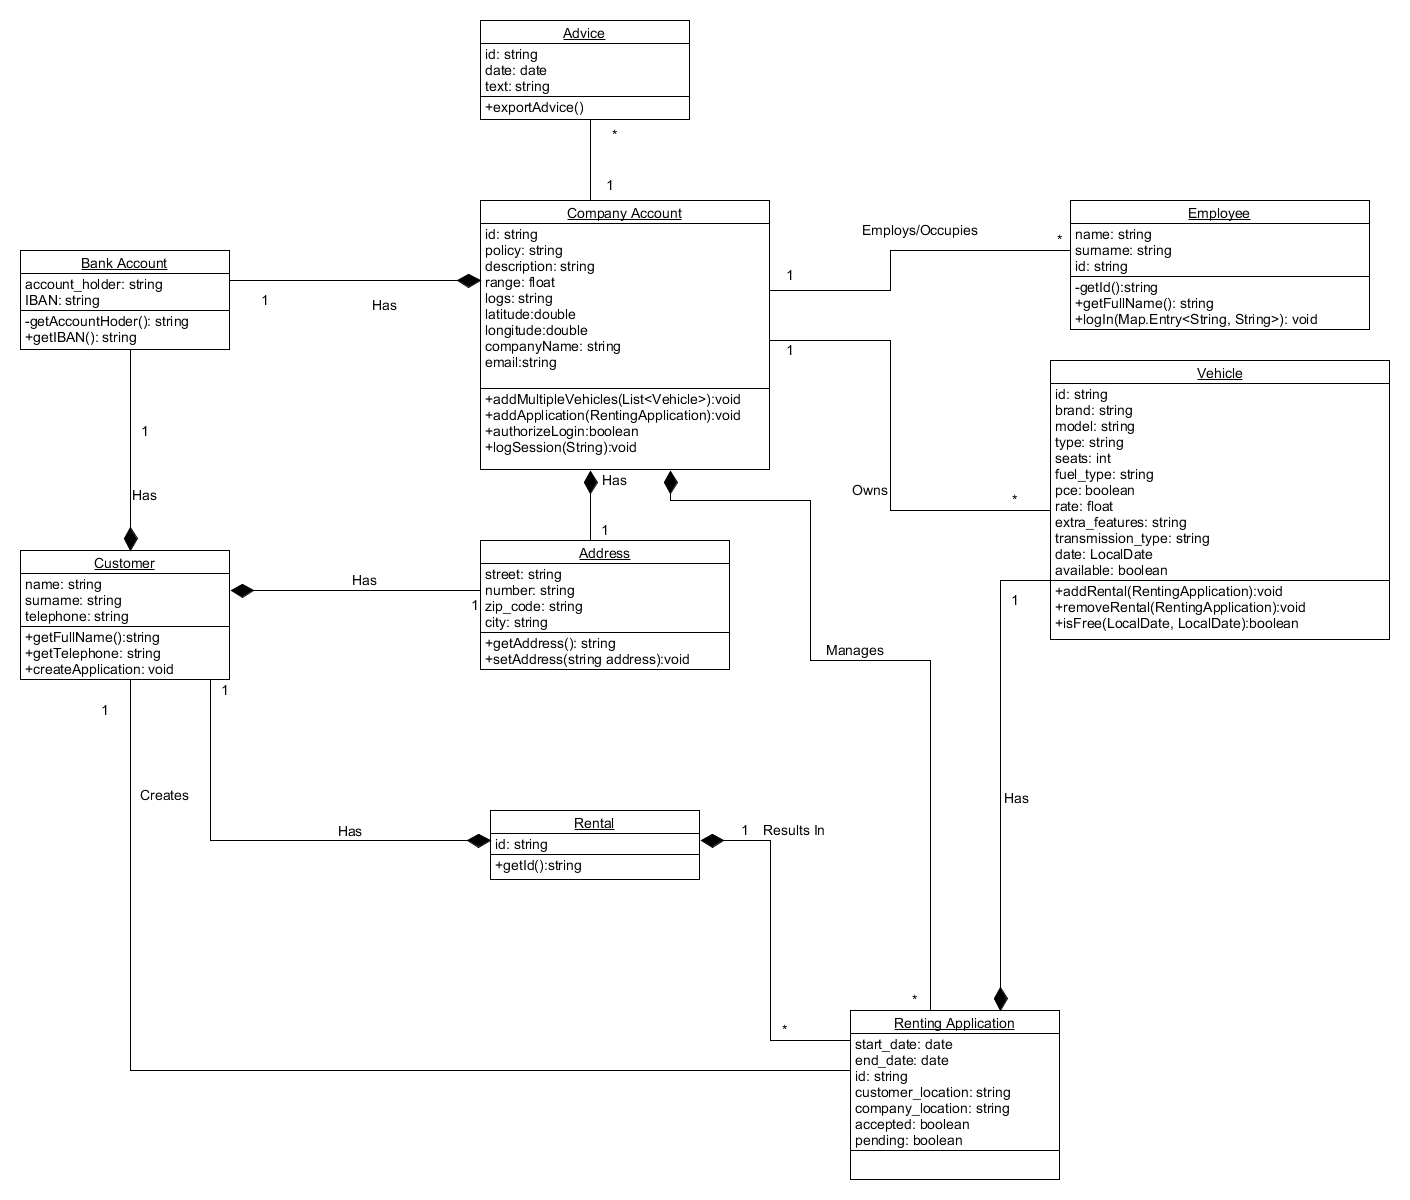 Advice
id: string
date: date
text: string
+exportAdvice()
*
1
Company Account
id: string
policy: string
description: string
range: float
logs: string
latitude:double
longitude:double
companyName: string
email:string
+addMultipleVehicles(List<Vehicle>):void
+addApplication(RentingApplication):void
+authorizeLogin:boolean
+logSession(String):void
Employs/Occupies
1
*
Employee
name: string
surname: string
id: string
-getId():string
+getFullName(): string
+logIn(Map.Entry<String, String>): void
Bank Account
account_holder: string
IBAN: string
-getAccountHoder(): string
+getIBAN(): string
1
Has
1
Owns
*
Vehicle
id: string
brand: string
model: string
type: string
seats: int
fuel_type: string
pce: boolean
rate: float
extra_features: string
transmission_type: string
date: LocalDate
available: boolean
+addRental(RentingApplication):void
+removeRental(RentingApplication):void
+isFree(LocalDate, LocalDate):boolean
1
Has
Has
1
Customer
name: string
surname: string
telephone: string
+getFullName():string
+getTelephone: string
+createApplication: void
Has
1
Address
street: string
number: string
zip_code: string
city: string
+getAddress(): string
+setAddress(string address):void
1
Manages
*
1
1
Creates
Has
Rental
id: string
+getId():string
1
Results In
*
Has
Renting Application
start_date: date
end_date: date
id: string
customer_location: string
company_location: string
accepted: boolean
pending: boolean